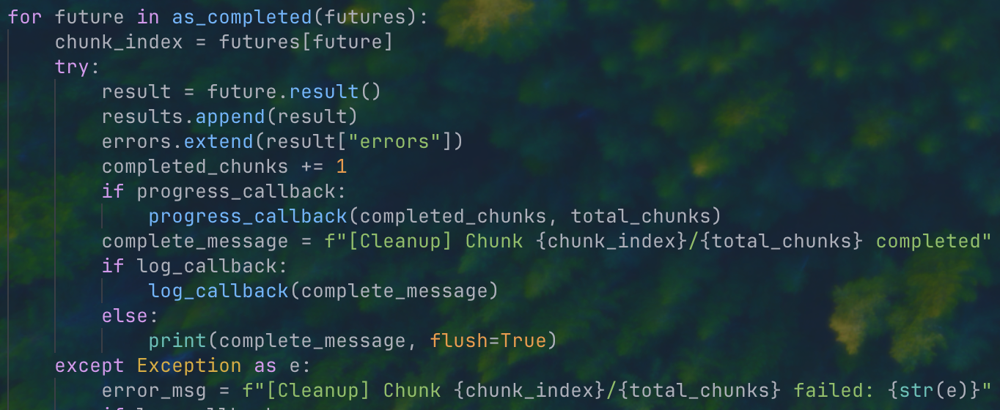 for future in as_completed(futures):
    chunk_index = futures[future]
    try:
        result = future.result()
        results.append(result)
        errors.extend(result["errors"])
        completed_chunks += 1
        if progress_callback:
            progress_callback(completed_chunks, total_chunks)
        complete_message = f"[Cleanup] Chunk {chunk_index}/{total_chunks} completed"
        if log_callback:
            log_callback(complete_message)
        else:
            print(complete_message, flush=True)
    except Exception as e:
        error_msg = f"[Cleanup] Chunk {chunk_index}/{total_chunks} failed: {str(e)}"